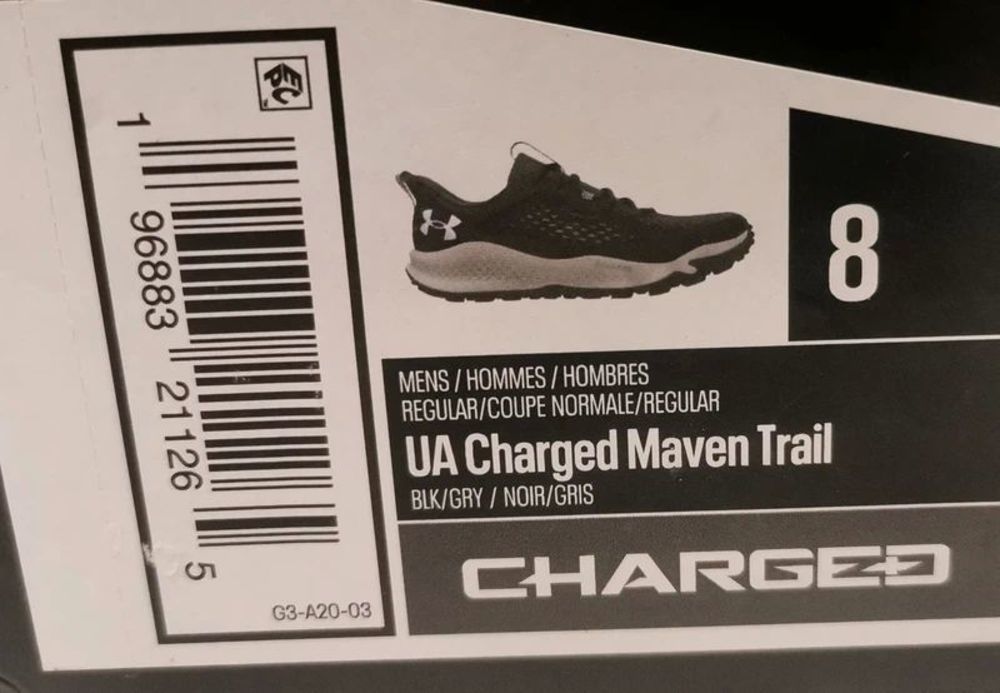 EPC
1 96883 21126 5
G3-A20-03
8
MENS / HOMMES / HOMBRES
REGULAR/COUPE NORMALE/REGULAR
UA Charged Maven Trail
BLK/GRY / NOIR/GRIS
CHARGED